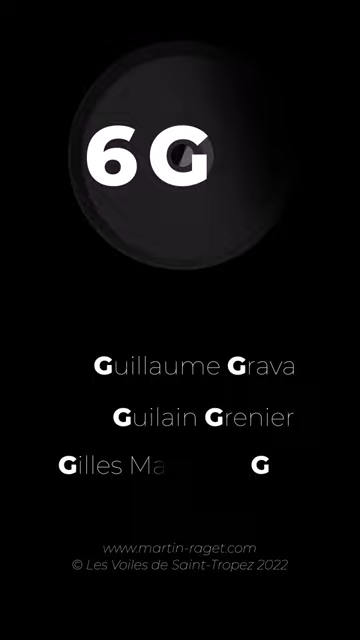 6G
Guillaume Grava
Guilain Grenier
Gilles Ma G
www.martin-raget.com
© Les Voiles de Saint-Tropez 2022